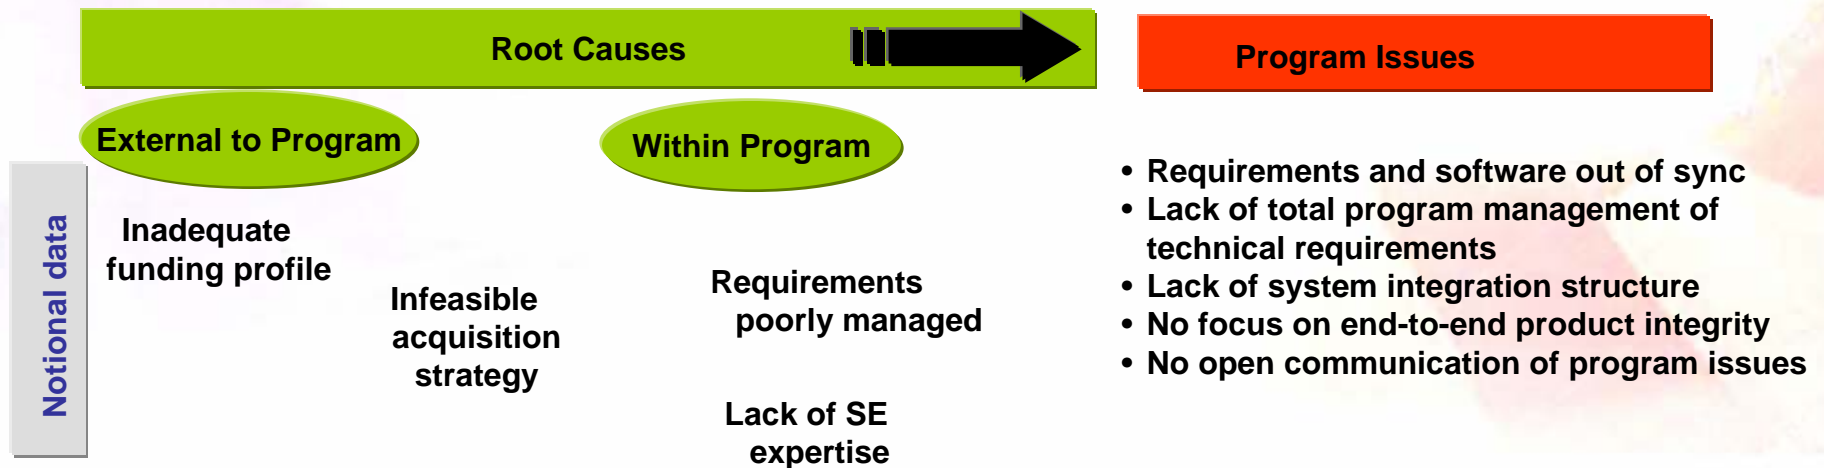 Root Causes
Program Issues
External to Program
Within Program
Notional data
Inadequate
funding profile
Infeasible
acquisition
strategy
Requirements
poorly managed
Lack of SE
expertise
• Requirements and software out of sync
• Lack of total program management of
technical requirements
• Lack of system integration structure
• No focus on end-to-end product integrity
• No open communication of program issues